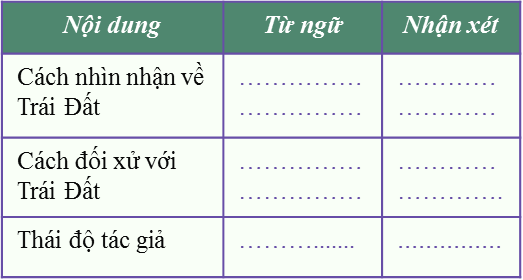 Nội dung Từ ngữ Nhận xét
Cách nhìn nhận về …………… …………
Trái Đất …………… …………
Cách đối xử với …………… …………
Trái Đất …………… ………….
Thái độ tác giả ………....... …..........…